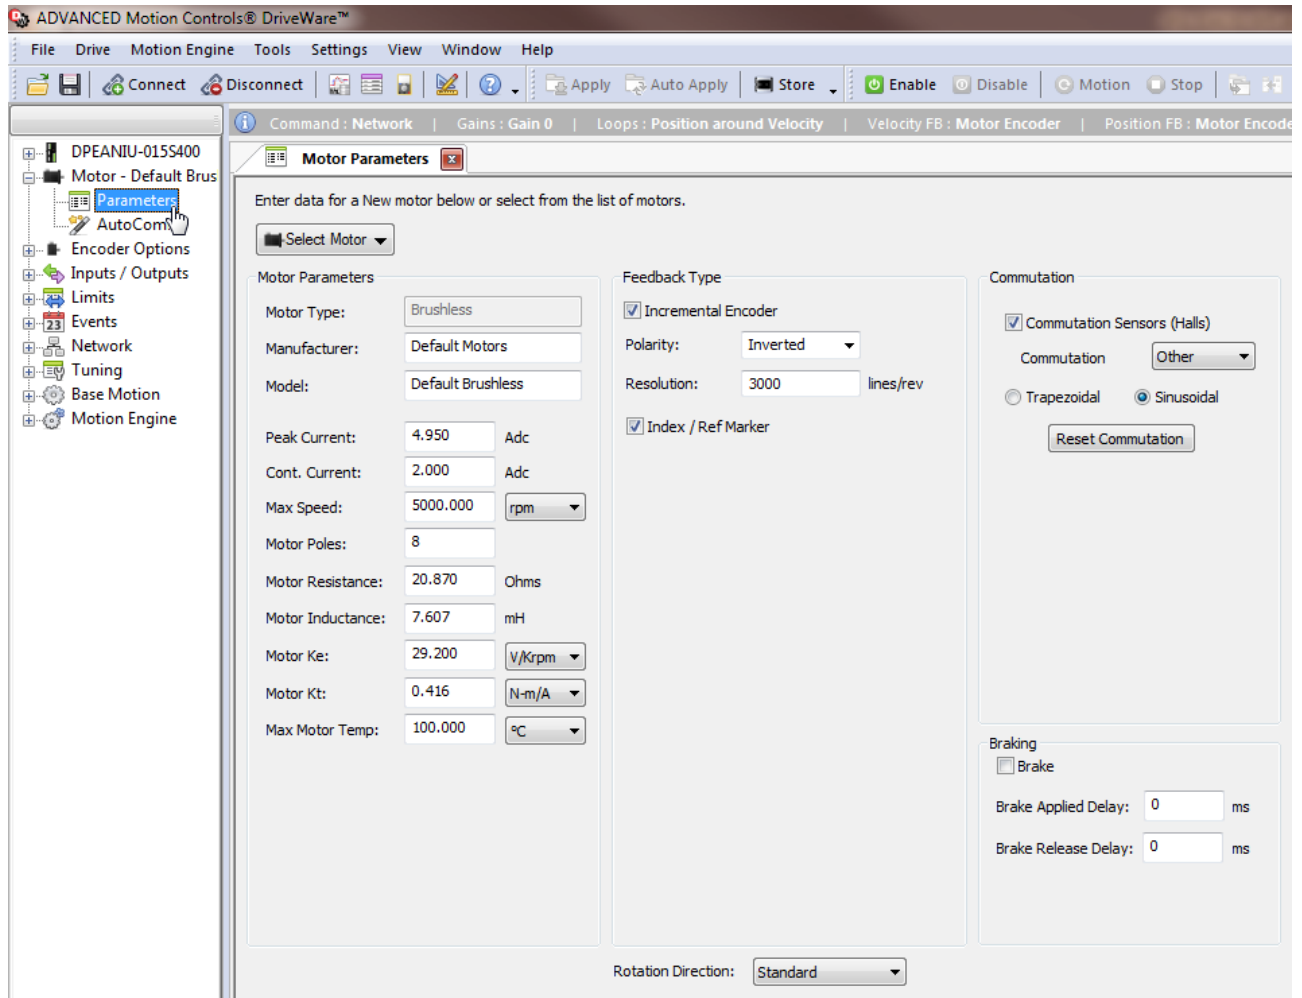 ADVANCED Motion Controls® DriveWare™
File Drive Motion Engine Tools Settings View Window Help
Connect Disconnect Apply Auto Apply Store Enable Disable Motion Stop
Command : Network | Gains : Gain 0 | Loops : Position around Velocity | Velocity FB : Motor Encoder | Position FB : Motor Encode
DPEANIU-015S400
Motor - Default Brus
Parameters
AutoCom
Encoder Options
Inputs / Outputs
Limits
23 Events
Network
Tuning
Base Motion
Motion Engine
Motor Parameters
Enter data for a New motor below or select from the list of motors.
Select Motor
Motor Parameters
Motor Type: Brushless
Manufacturer: Default Motors
Model: Default Brushless
Peak Current: 4.950 Adc
Cont. Current: 2.000 Adc
Max Speed: 5000.000 rpm
Motor Poles: 8
Motor Resistance: 20.870 Ohms
Motor Inductance: 7.607 mH
Motor Ke: 29.200 V/Krpm
Motor Kt: 0.416 N-m/A
Max Motor Temp: 100.000 ºC
Feedback Type
Incremental Encoder
Polarity: Inverted
Resolution: 3000 lines/rev
Index / Ref Marker
Commutation
Commutation Sensors (Halls)
Commutation Other
Trapezoidal Sinusoidal
Reset Commutation
Braking
Brake
Brake Applied Delay: 0 ms
Brake Release Delay: 0 ms
Rotation Direction: Standard